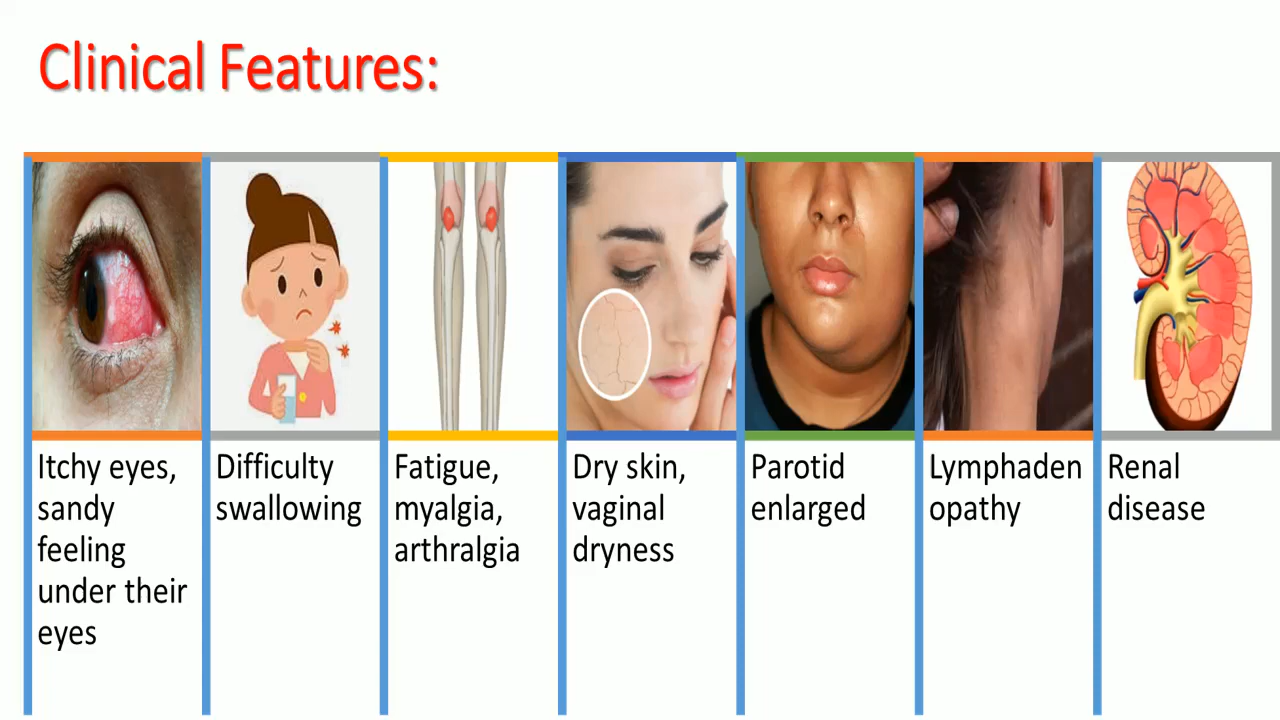 Clinical Features:
Itchy eyes,
sandy
feeling
under their
eyes
Difficulty
swallowing
Fatigue,
myalgia,
arthralgia
Dry skin,
vaginal
dryness
Parotid
enlarged
Lymphaden
opathy
Renal
disease